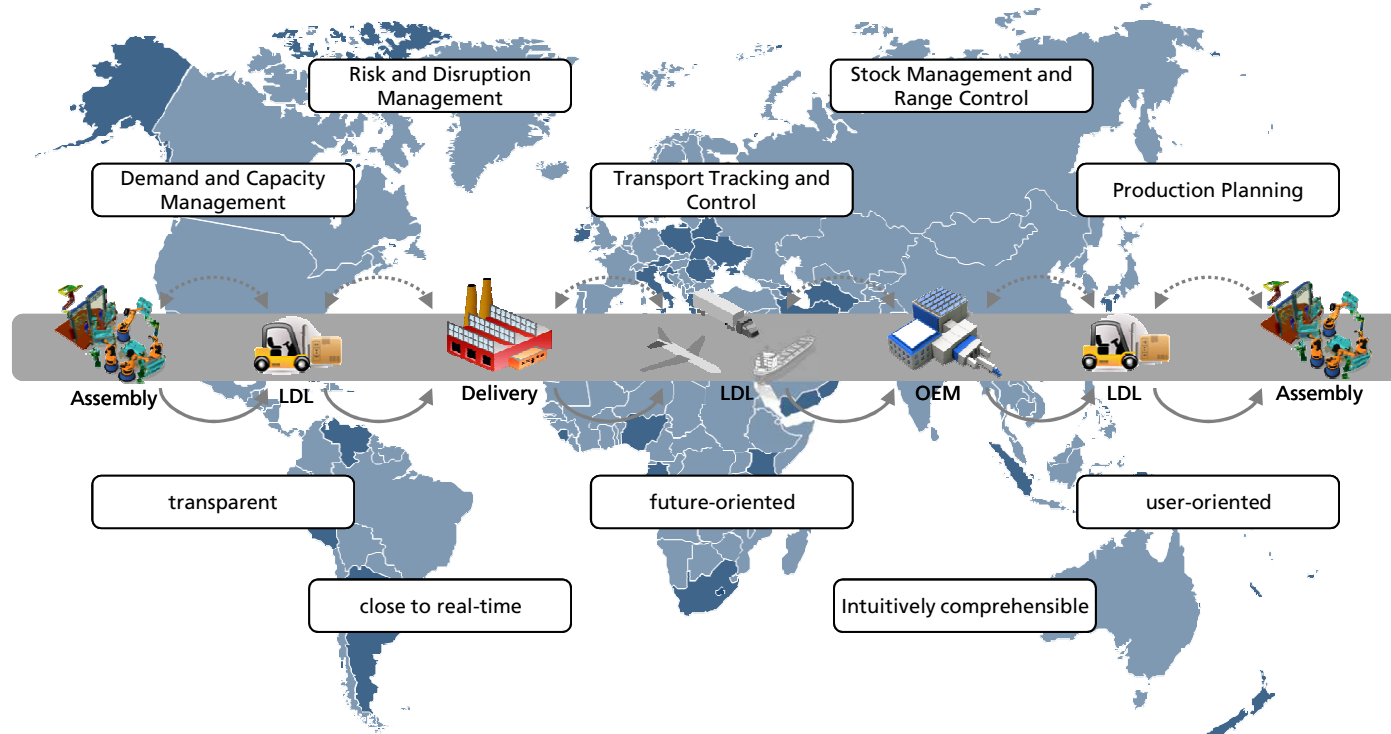 Risk and Disruption
Management
Stock Management and
Range Control
Demand and Capacity
Management
Transport Tracking and
Control
Production Planning
Assembly
LDL
Delivery
LDL
OEM
LDL
Assembly
transparent
future-oriented
user-oriented
close to real-time
Intuitively comprehensible